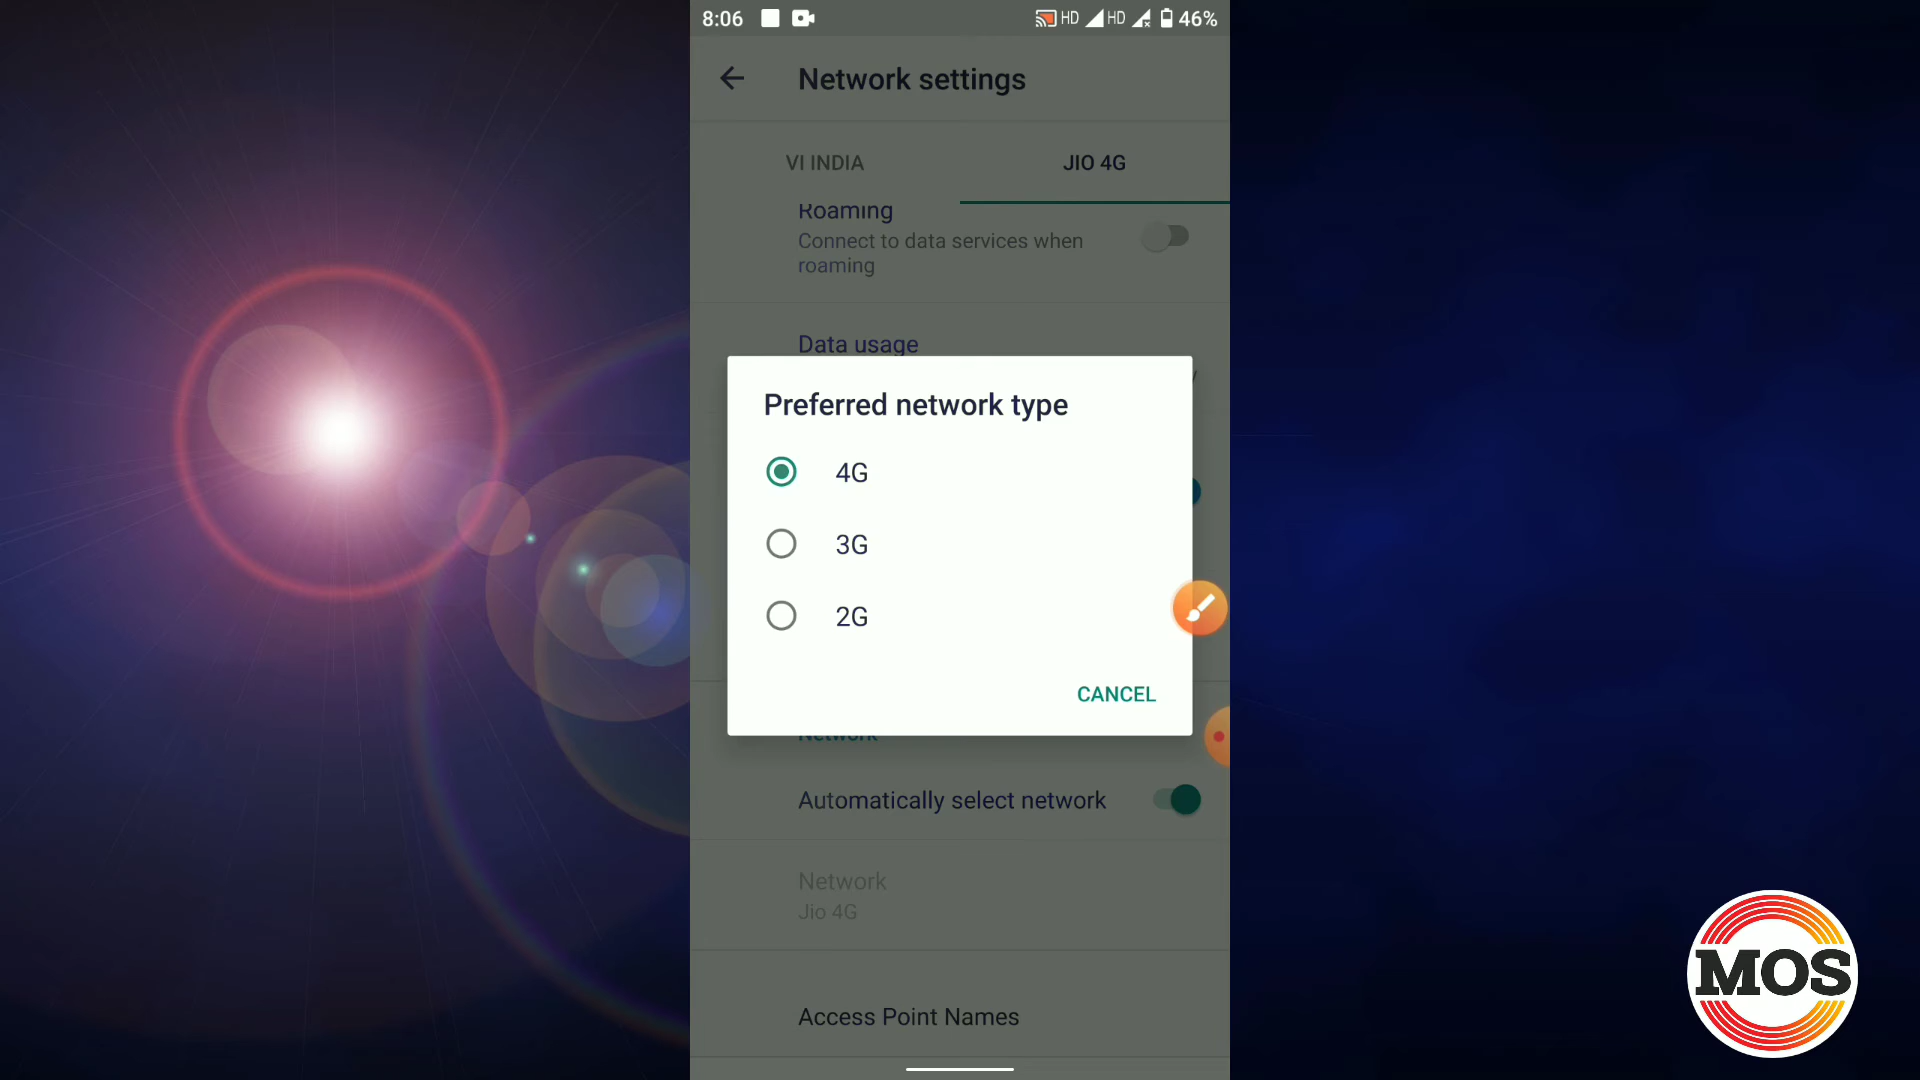 8:06 HD HD 46%
Network settings
VI INDIA JIO 4G
Roaming
Connect to data services when
roaming
Data usage
Preferred network type
4G
3G
2G
CANCEL
Network
Automatically select network
Network
Jio 4G
Access Point Names
MOS